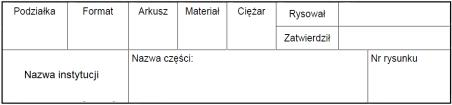 Podziałka Format Arkusz Materiał Ciężar Rysował
Zatwierdził
Nazwa instytucji Nazwa części: Nr rysunku